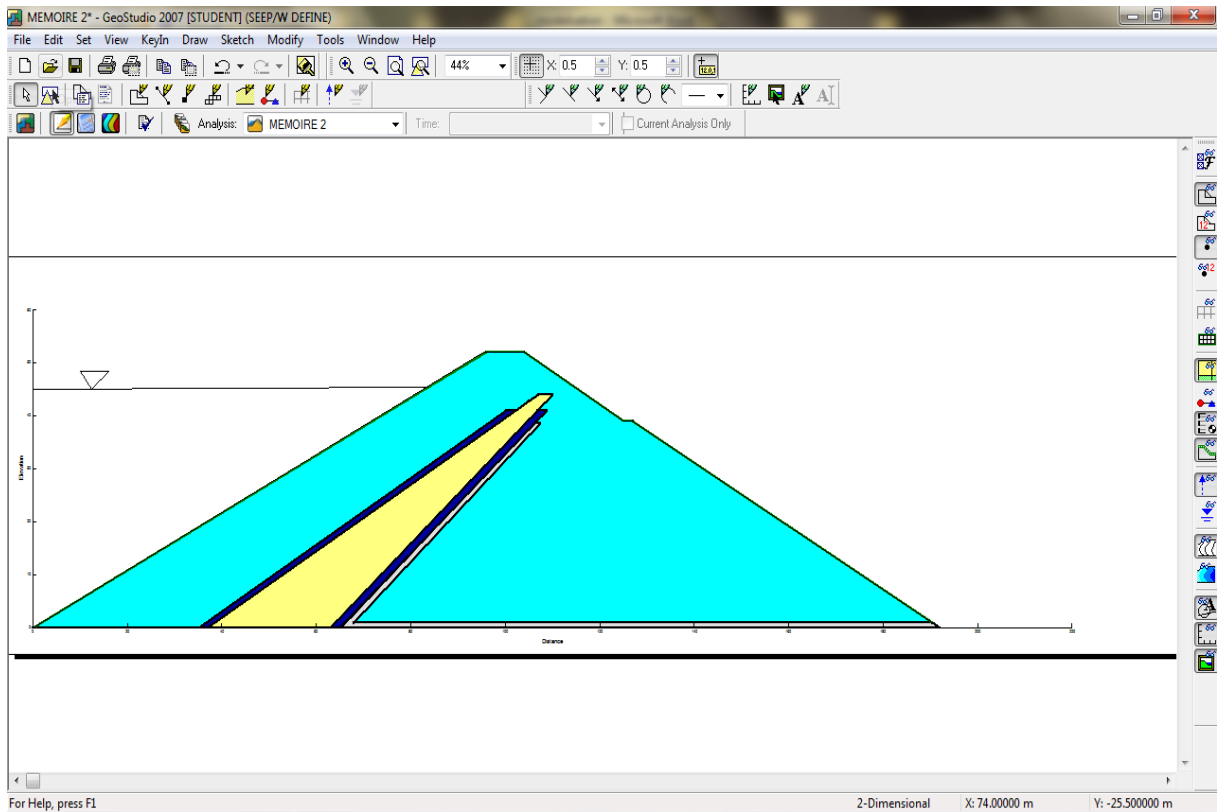 MEMOIRE 2* - GeoStudio 2007 [STUDENT] (SEEP/W DEFINE)
File Edit Set View KeyIn Draw Sketch Modify Tools Window Help
44% X: 0.5 Y: 0.5
Analysis: MEMOIRE 2 Time: Current Analysis Only
Elevation
Distance
For Help, press F1 2-Dimensional X: 74.00000 m Y: -25.500000 m